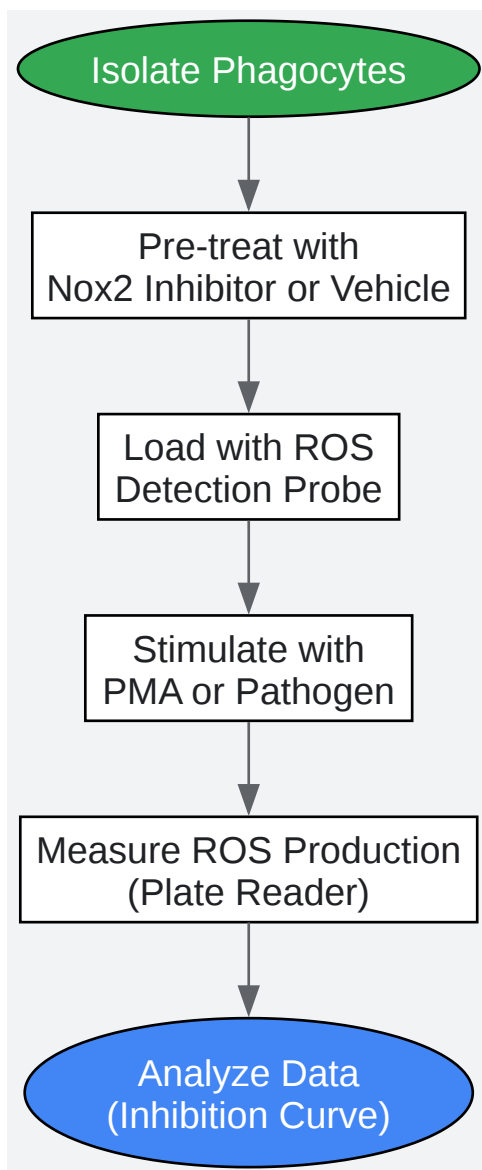 Isolate Phagocytes
Pre-treat with
Nox2 Inhibitor or Vehicle
Load with ROS
Detection Probe
Stimulate with
PMA or Pathogen
Measure ROS Production
(Plate Reader)
Analyze Data
(Inhibition Curve)